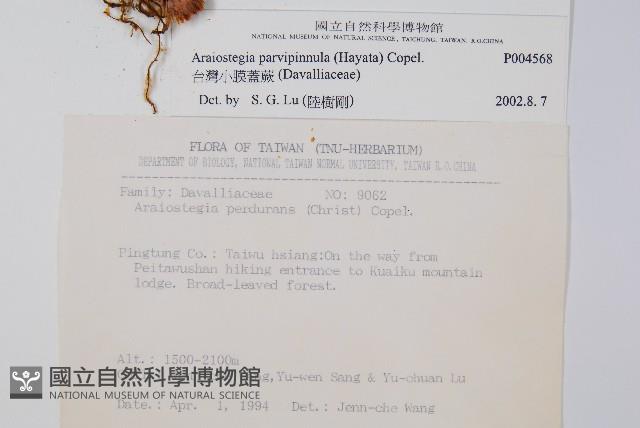 國立自然科學博物館
NATIONAL MUSEUM OF NATURAL SCIENCE, TAICHUNG, TAIWAN, R.O.CHINA
Araiostegia parvipinnula (Hayata) Copel. P004568
台灣小膜蓋蕨 (Davalliaceae)
Det. by S. G. Lu (陸樹剛) 2002.8. 7
FLORA OF TAIWAN (TNU-HERBARIUM)
DEPARTMENT OF BIOLOGY, NATIONAL TAIWAN NORMAL UNIVERSITY, TAIWAN R.O.CHINA
Family: Davalliaceae NO: 9062
Araiostegia perdurans (Christ) Copel.
Pingtung Co.: Taiwu hsiang:On the way from
Peitawushan hiking entrance to Kuaiku mountain
lodge. Broad-leaved forest.
Alt.: 1500-2100m
Yu-wen Sang & Yu-chuan Lu
Date.: Apr. 1, 1994 Det.: Jenn-che Wang
國立自然科學博物館
NATIONAL MUSEUM OF NATURAL SCIENCE